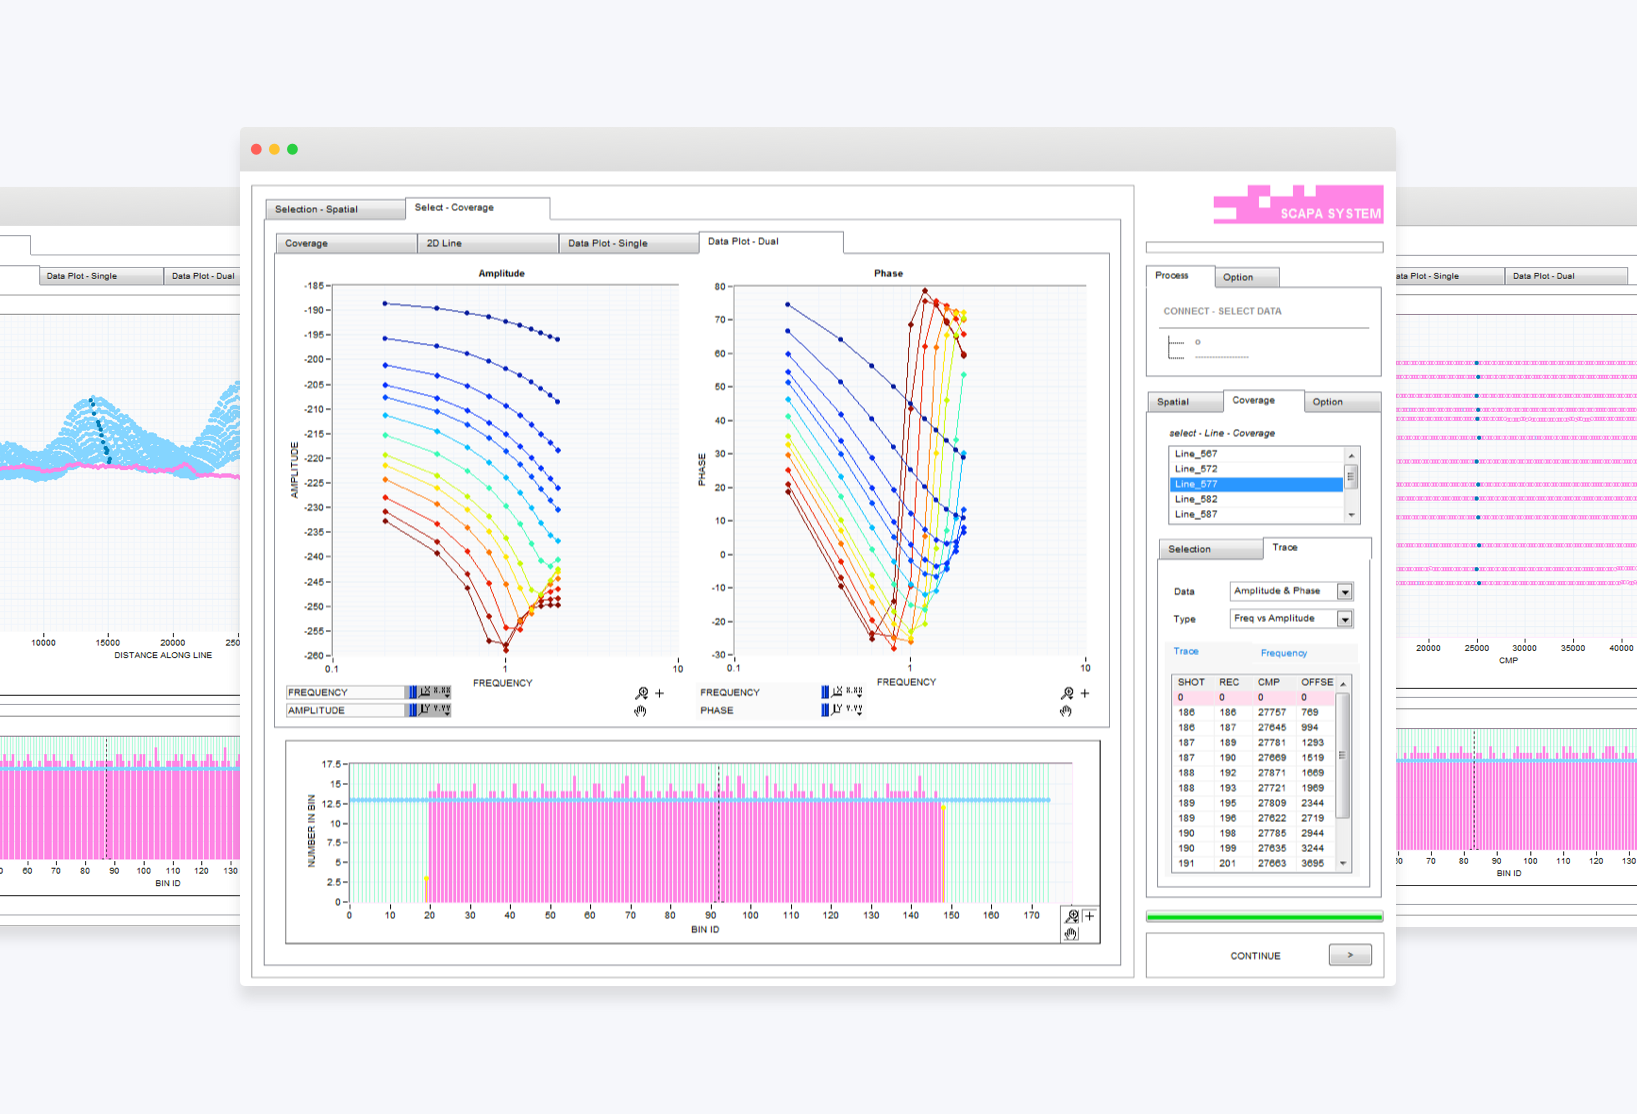 Selection - Spatial
Select - Coverage
SCAPA SYSTEM
Coverage
2D Line
Data Plot - Single
Data Plot - Dual
Amplitude
-185
-190
-195
-200
-205
-210
-215
-220
-225
-230
-235
-240
-245
-250
-255
-260
AMPLITUDE
0.1
1
10
FREQUENCY
Phase
80
70
60
50
40
30
20
10
0
-10
-20
-30
PHASE
0.1
1
10
FREQUENCY
FREQUENCY
X.XX
AMPLITUDE
Y.YY
FREQUENCY
X.XX
PHASE
Y.YY
17.5
15
12.5
10
7.5
5
2.5
0
NUMBER IN BIN
0 10 20 30 40 50 60 70 80 90 100 110 120 130 140 150 160 170
BIN ID
Process
Option
CONNECT - SELECT DATA
Spatial
Coverage
Option
select - Line - Coverage
Line_567
Line_572
Line_577
Line_582
Line_587
Selection
Trace
Data
Amplitude & Phase
Type
Freq vs Amplitude
Trace
Frequency
SHOT REC CMP OFFSE
0 0 0 0
186 186 27757 769
186 187 27645 994
187 189 27781 1293
187 190 27669 1519
188 192 27871 1669
188 193 27721 1969
189 195 27809 2344
189 196 27622 2719
190 198 27785 2944
190 199 27635 3244
191 201 27663 3695
CONTINUE
>
Data Plot - Single
Data Plot - Dual
10000 15000 20000 250
DISTANCE ALONG LINE
60 70 80 90 100 110 120 130
BIN ID
ata Plot - Single
Data Plot - Dual
20000 25000 30000 35000 40000
CMP
70 80 90 100 110 120 130
BIN ID